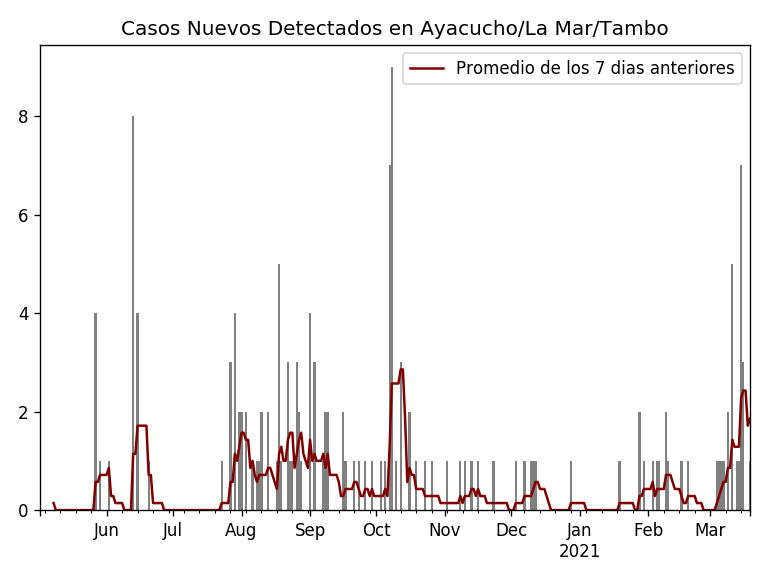 Casos Nuevos Detectados en Ayacucho/La Mar/Tambo
Promedio de los 7 dias anteriores
8
6
4
2
0
Jun Jul Aug Sep Oct Nov Dec Jan Feb Mar
2021